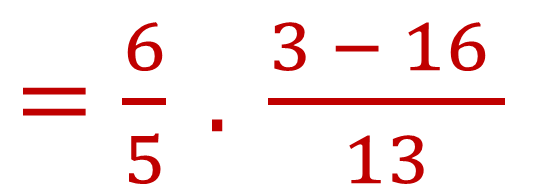 = 6/5 . (3 − 16)/13